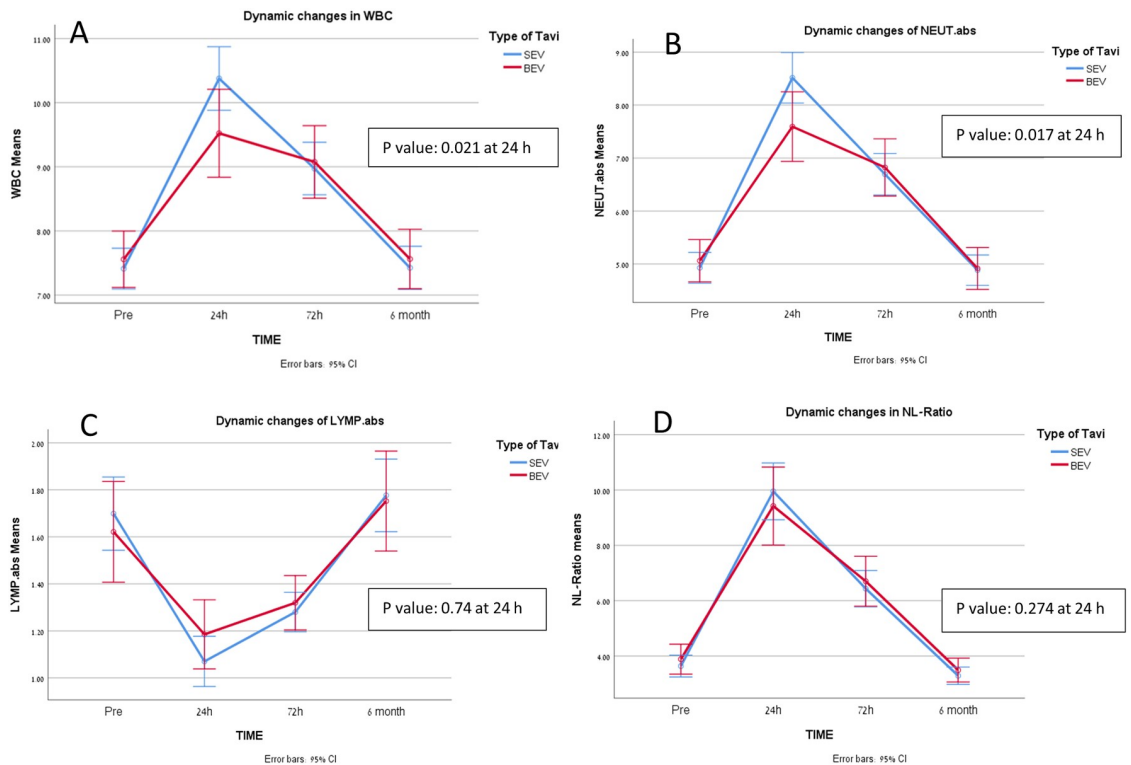 A
Dynamic changes in WBC
Type of Tavi
SEV
BEV
11.00
10.00
9.00
8.00
7.00
WBC Means
P value: 0.021 at 24 h
Pre
24h
72h
6 month
TIME
Error bars: 95% CI
B
Dynamic changes of NEUT.abs
Type of Tavi
SEV
BEV
9.00
8.00
7.00
6.00
5.00
NEUT.abs Means
P value: 0.017 at 24 h
Pre
24h
72h
6 month
TIME
Error bars: 95% CI
C
Dynamic changes of LYMP.abs
Type of Tav
SEV
BEV
2.00
1.80
1.60
1.40
1.20
1.00
LYMP.abs Means
P value: 0.74 at 24 h
Pre
24h
72h
6 month
TIME
Error bars: 95% CI
D
Dynamic changes in NL-Ratio
Type of Tavi
SEV
BEV
12.00
10.00
8.00
6.00
4.00
NL-Ratio means
P value: 0.274 at 24 h
Pre
24h
72h
6 month
TIME
Error bars: 95% CI